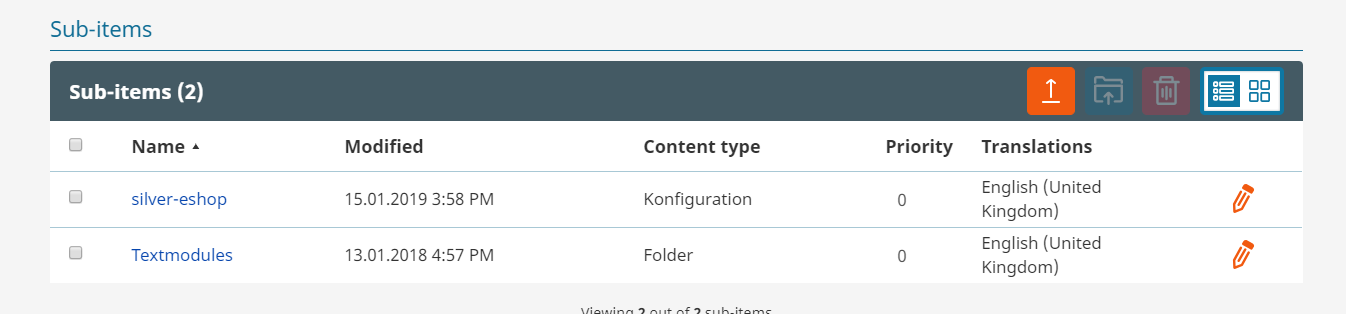 Sub-items
Sub-items (2)
Name Modified Content type Priority Translations
silver-eshop 15.01.2019 3:58 PM Konfiguration 0 English (United
Kingdom)
Textmodules 13.01.2018 4:57 PM Folder 0 English (United
Kingdom)
Viewing 2 out of 2 sub-items